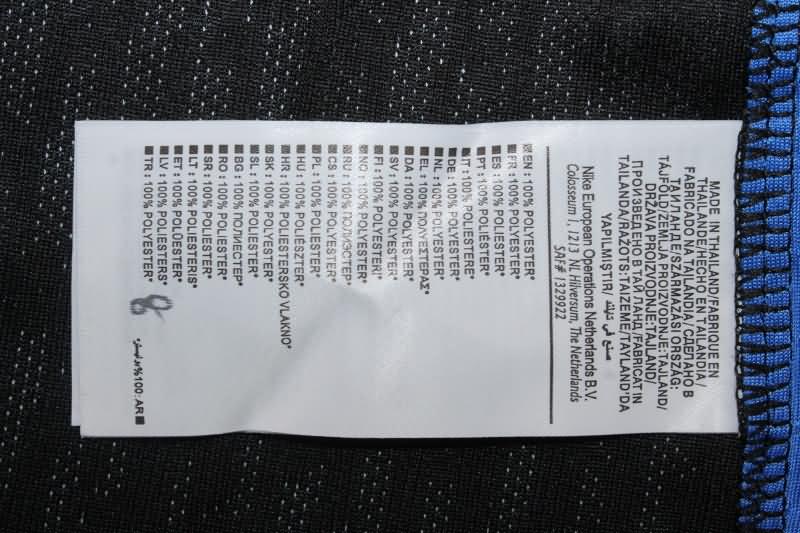 MADE IN THAILAND/FABRIQUE EN
THAILANDE/HECHO EN TAILANDIA/
FABRICADO NA TAILANDIA/СДЕЛАНО В
ТАИЛАНДЕ/SZÁRMAZÁSI ORSZÁG:
TÁJFÖLD/ZEMLJA PROIZVODNJE:TAJLAND/
DRŽAVA PROIZVODNJE:TAJLAND/
ПРОИЗВЕДЕНО В ТАЙЛАНД/FABRICAT IN
TAILANDA/RAŽOTS:TAIZEME/TAYLAND'DA
YAPILMIŞTIR/ صنع في تايلند
Nike European Operations Netherlands B.V.
Colosseum 1, 1213 NL Hilversum, The Netherlands
SAF# 1329922
EN: 100% POLYESTER*
FR: 100% POLYESTER*
ES: 100% POLIÉSTER*
PT: 100% POLIÉSTER*
IT: 100% POLIESTERE*
DE: 100% POLYESTER*
NL: 100% POLYESTER*
EL: 100% ΠΟΛΥΕΣΤΕΡΑΣ*
DA: 100% POLYESTER*
SV: 100% POLYESTER*
FI: 100% POLYESTERI*
NO: 100% POLYESTER*
RU: 100% ПОЛИЭСТЕР*
CS: 100% POLYESTER*
PL: 100% POLIESTER*
HU: 100% POLIÉSZTER*
HR: 100% POLIESTERSKO VLAKNO*
SK: 100% POLYESTER*
SL: 100% POLIESTER*
BG: 100% ПОЛИЕСТЕР*
RO: 100% POLIESTER*
SR: 100% POLIESTER*
LT: 100% POLIESTERIS*
ET: 100% POLÜESTER*
LV: 100% POLIESTERS*
TR: 100% POLYESTER*
AR: 100% بوليستر*
8